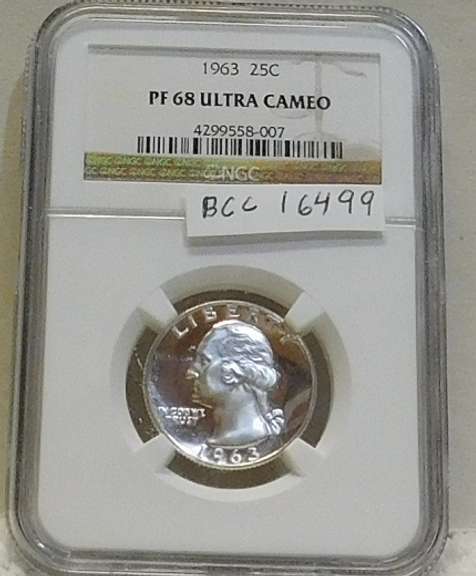 1963 25C
PF 68 ULTRA CAMEO
4299558-007
NGC
BCC 16499
LIBERTY
IN GOD WE
TRUST
1963